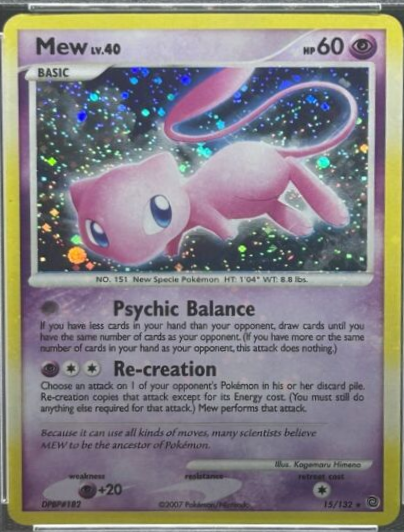 Mew LV.40 HP 60
BASIC
NO. 151 New Specie Pokémon HT: 1'04" WT: 8.8 lbs.
Psychic Balance
If you have less cards in your hand than your opponent, draw cards until you
have the same number of cards as your opponent. (If you have more or the same
number of cards in your hand as your opponent, this attack does nothing.)
Re-creation
Choose an attack on 1 of your opponent's Pokémon in his or her discard pile.
Re-creation copies that attack except for its Energy cost. (You must still do
anything else required for that attack.) Mew performs that attack.
Because it can use all kinds of moves, many scientists believe
MEW to be the ancestor of Pokémon.
Illus. Kagemaru Himeno
weakness resistance retreat cost
+20
DPBP#182 ©2007 Pokémon/Nintendo 15/132